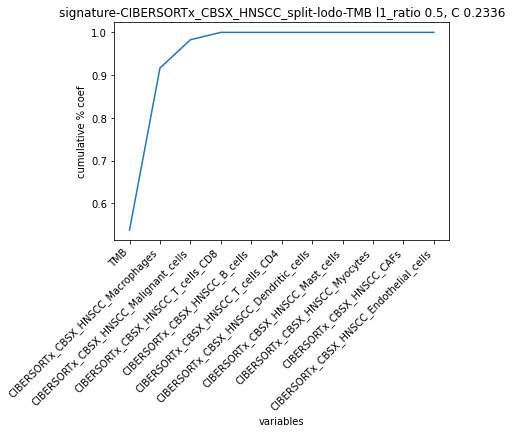 signature-CIBERSORTx_CBSX_HNSCC_split-lodo-TMB l1_ratio 0.5, C 0.2336
cumulative % coef
1.0
0.9
0.8
0.7
0.6
TMB
CIBERSORTx_CBSX_HNSCC_Macrophages
CIBERSORTx_CBSX_HNSCC_Malignant_cells
CIBERSORTx_CBSX_HNSCC_T_cells_CD8
CIBERSORTx_CBSX_HNSCC_B_cells
CIBERSORTx_CBSX_HNSCC_T_cells_CD4
CIBERSORTx_CBSX_HNSCC_Dendritic_cells
CIBERSORTx_CBSX_HNSCC_Mast_cells
CIBERSORTx_CBSX_HNSCC_Myocytes
CIBERSORTx_CBSX_HNSCC_CAFs
CIBERSORTx_CBSX_HNSCC_Endothelial_cells
variables